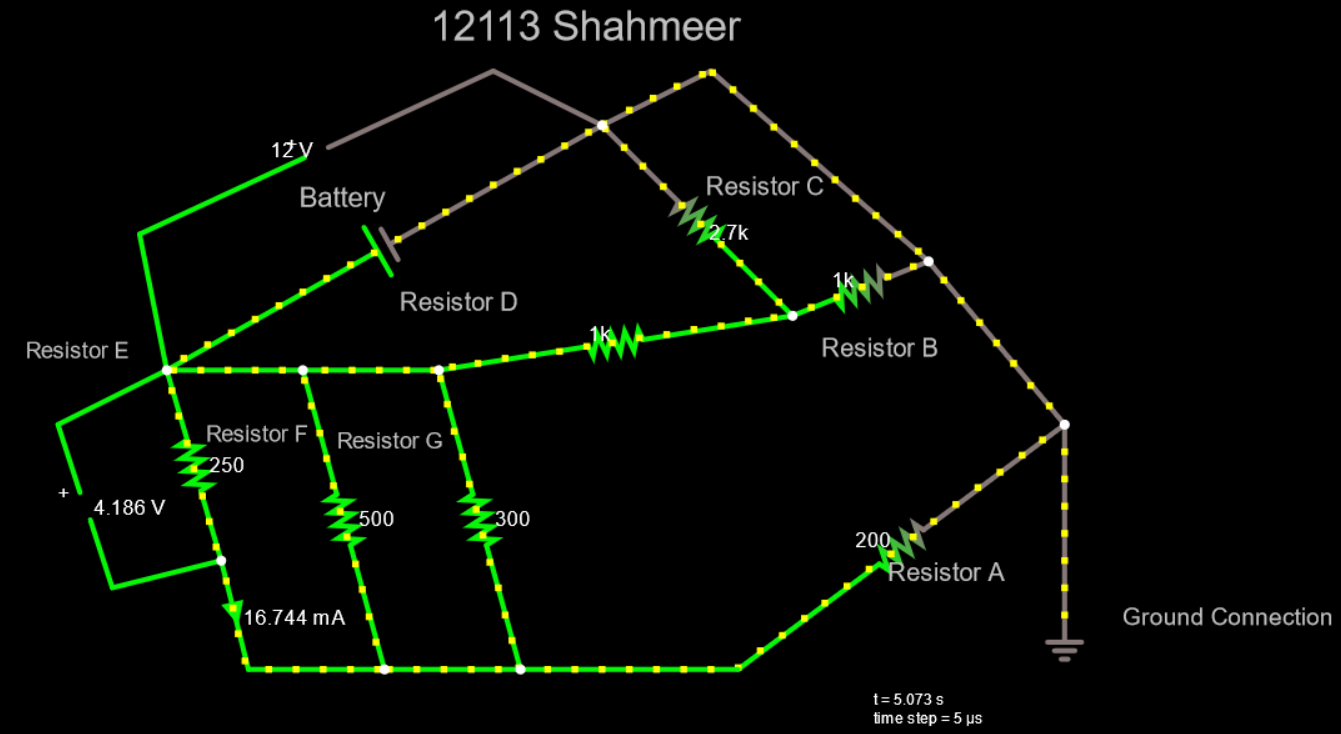 12113 Shahmeer
+
12 V
Battery
Resistor C
2.7k
Resistor D
1k
1k
Resistor B
Resistor E
Resistor F
Resistor G
250
+
4.186 V
500
300
200
Resistor A
16.744 mA
Ground Connection
t = 5.073 s
time step = 5 µs